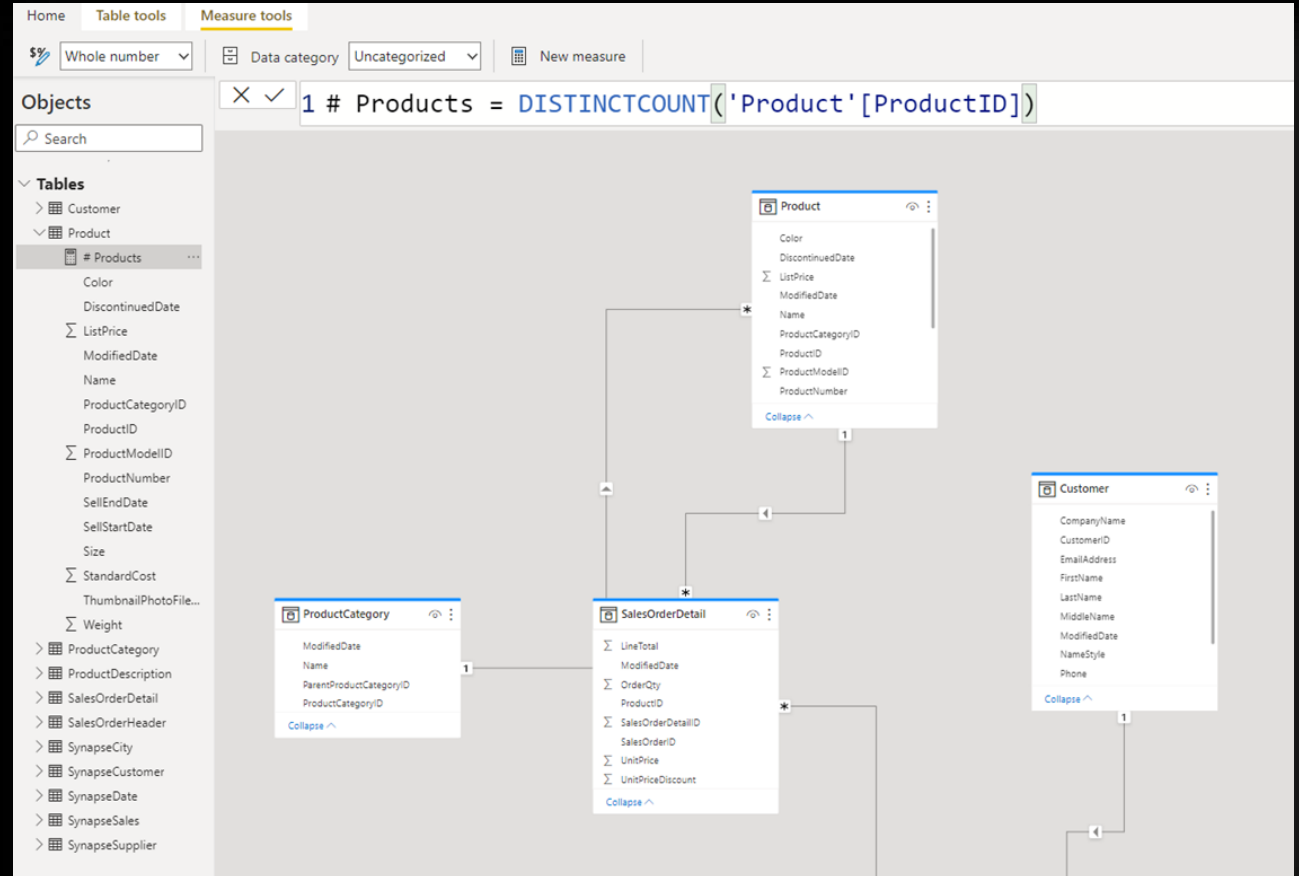 Home Table tools Measure tools
$% Whole number Data category Uncategorized New measure
Objects
Search
Tables
Customer
Product
# Products ...
Color
DiscontinuedDate
ListPrice
ModifiedDate
Name
ProductCategoryID
ProductID
ProductModelID
ProductNumber
SellEndDate
SellStartDate
Size
StandardCost
ThumbnailPhotoFile...
Weight
ProductCategory
ProductDescription
SalesOrderDetail
SalesOrderHeader
SynapseCity
SynapseCustomer
SynapseDate
SynapseSales
SynapseSupplier
1 # Products = DISTINCTCOUNT('Product'[ProductID])
Product
Color
DiscontinuedDate
∑ ListPrice
ModifiedDate
Name
ProductCategoryID
ProductID
∑ ProductModelID
ProductNumber
Collapse
*
1
Customer
CompanyName
CustomerID
EmailAddress
FirstName
LastName
MiddleName
ModifiedDate
NameStyle
Phone
Collapse
1
ProductCategory
ModifiedDate
Name
ParentProductCategoryID
ProductCategoryID
Collapse
1
*
SalesOrderDetail
∑ LineTotal
ModifiedDate
∑ OrderQty
ProductID
∑ SalesOrderDetailID
SalesOrderID
∑ UnitPrice
∑ UnitPriceDiscount
Collapse
*